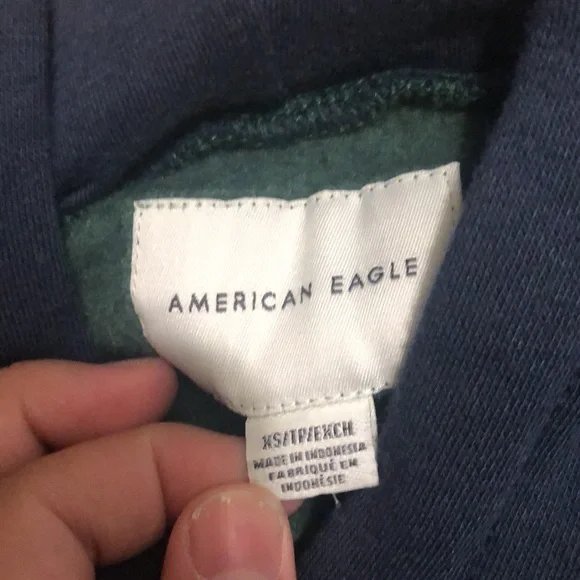 AMERICAN EAGLE
XS/TP/EXCH
MADE IN INDONESIA
FABRIQUÉ EN
INDONÉSIE